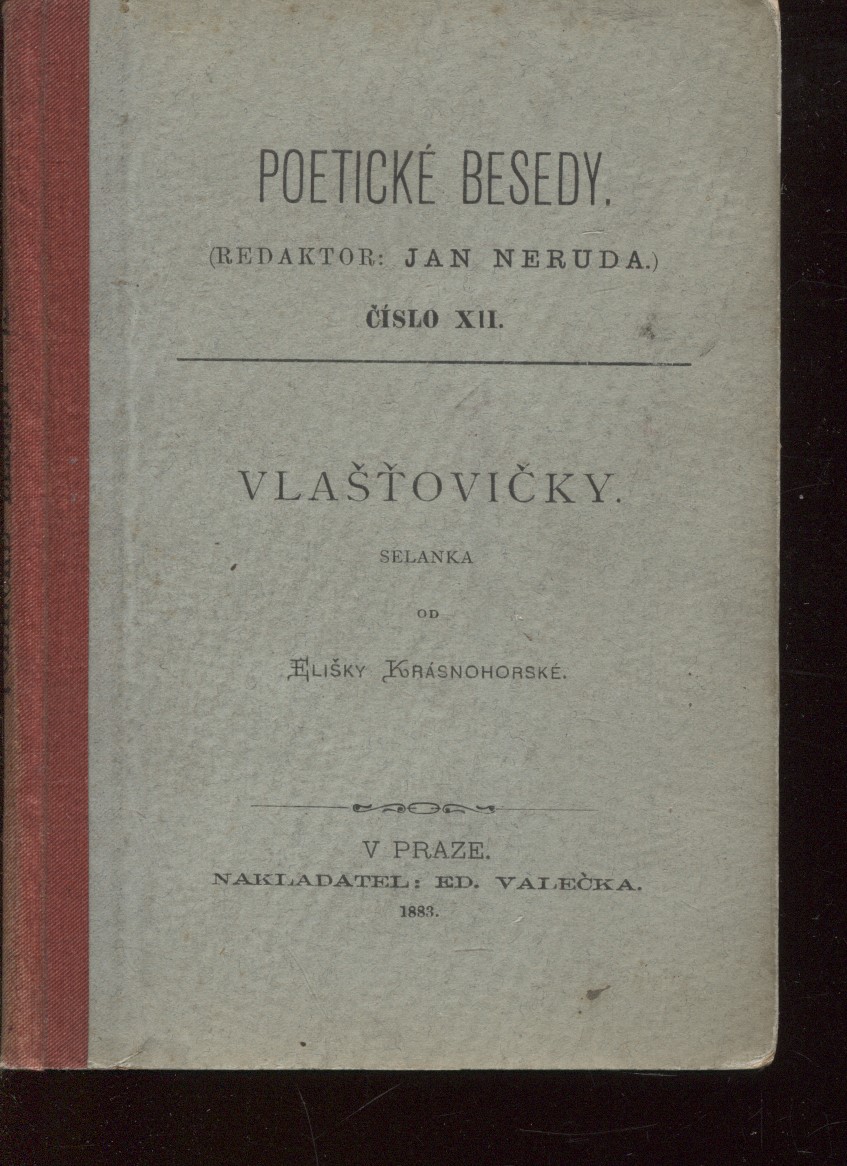 POETICKÉ BESEDY.
(REDAKTOR: JAN NERUDA.)
ČÍSLO XII.
VLAŠŤOVIČKY.
SELANKA
OD
ELIŠKY KRÁSNOHORSKÉ.
V PRAZE.
NAKLADATEL: ED. VALEČKA.
1883.